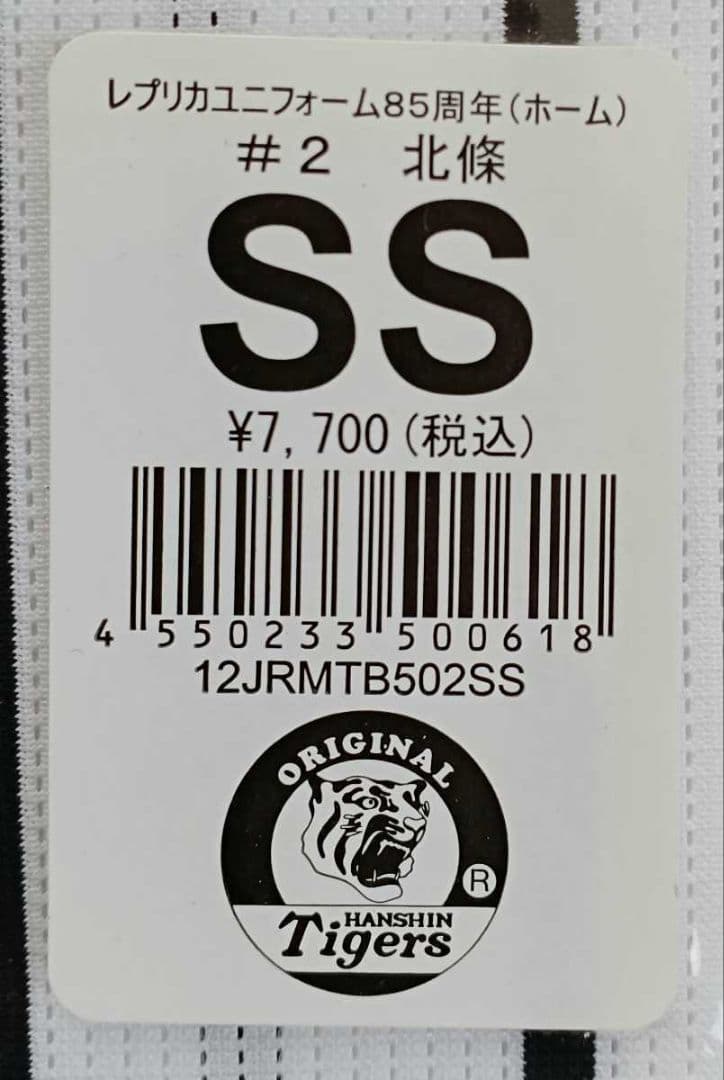 レプリカユニフォーム85周年(ホーム)
#2 北條
SS
¥7,700(税込)
4 550233 500618
12JRMTB502SS
ORIGINAL
R
HANSHIN
Tigers